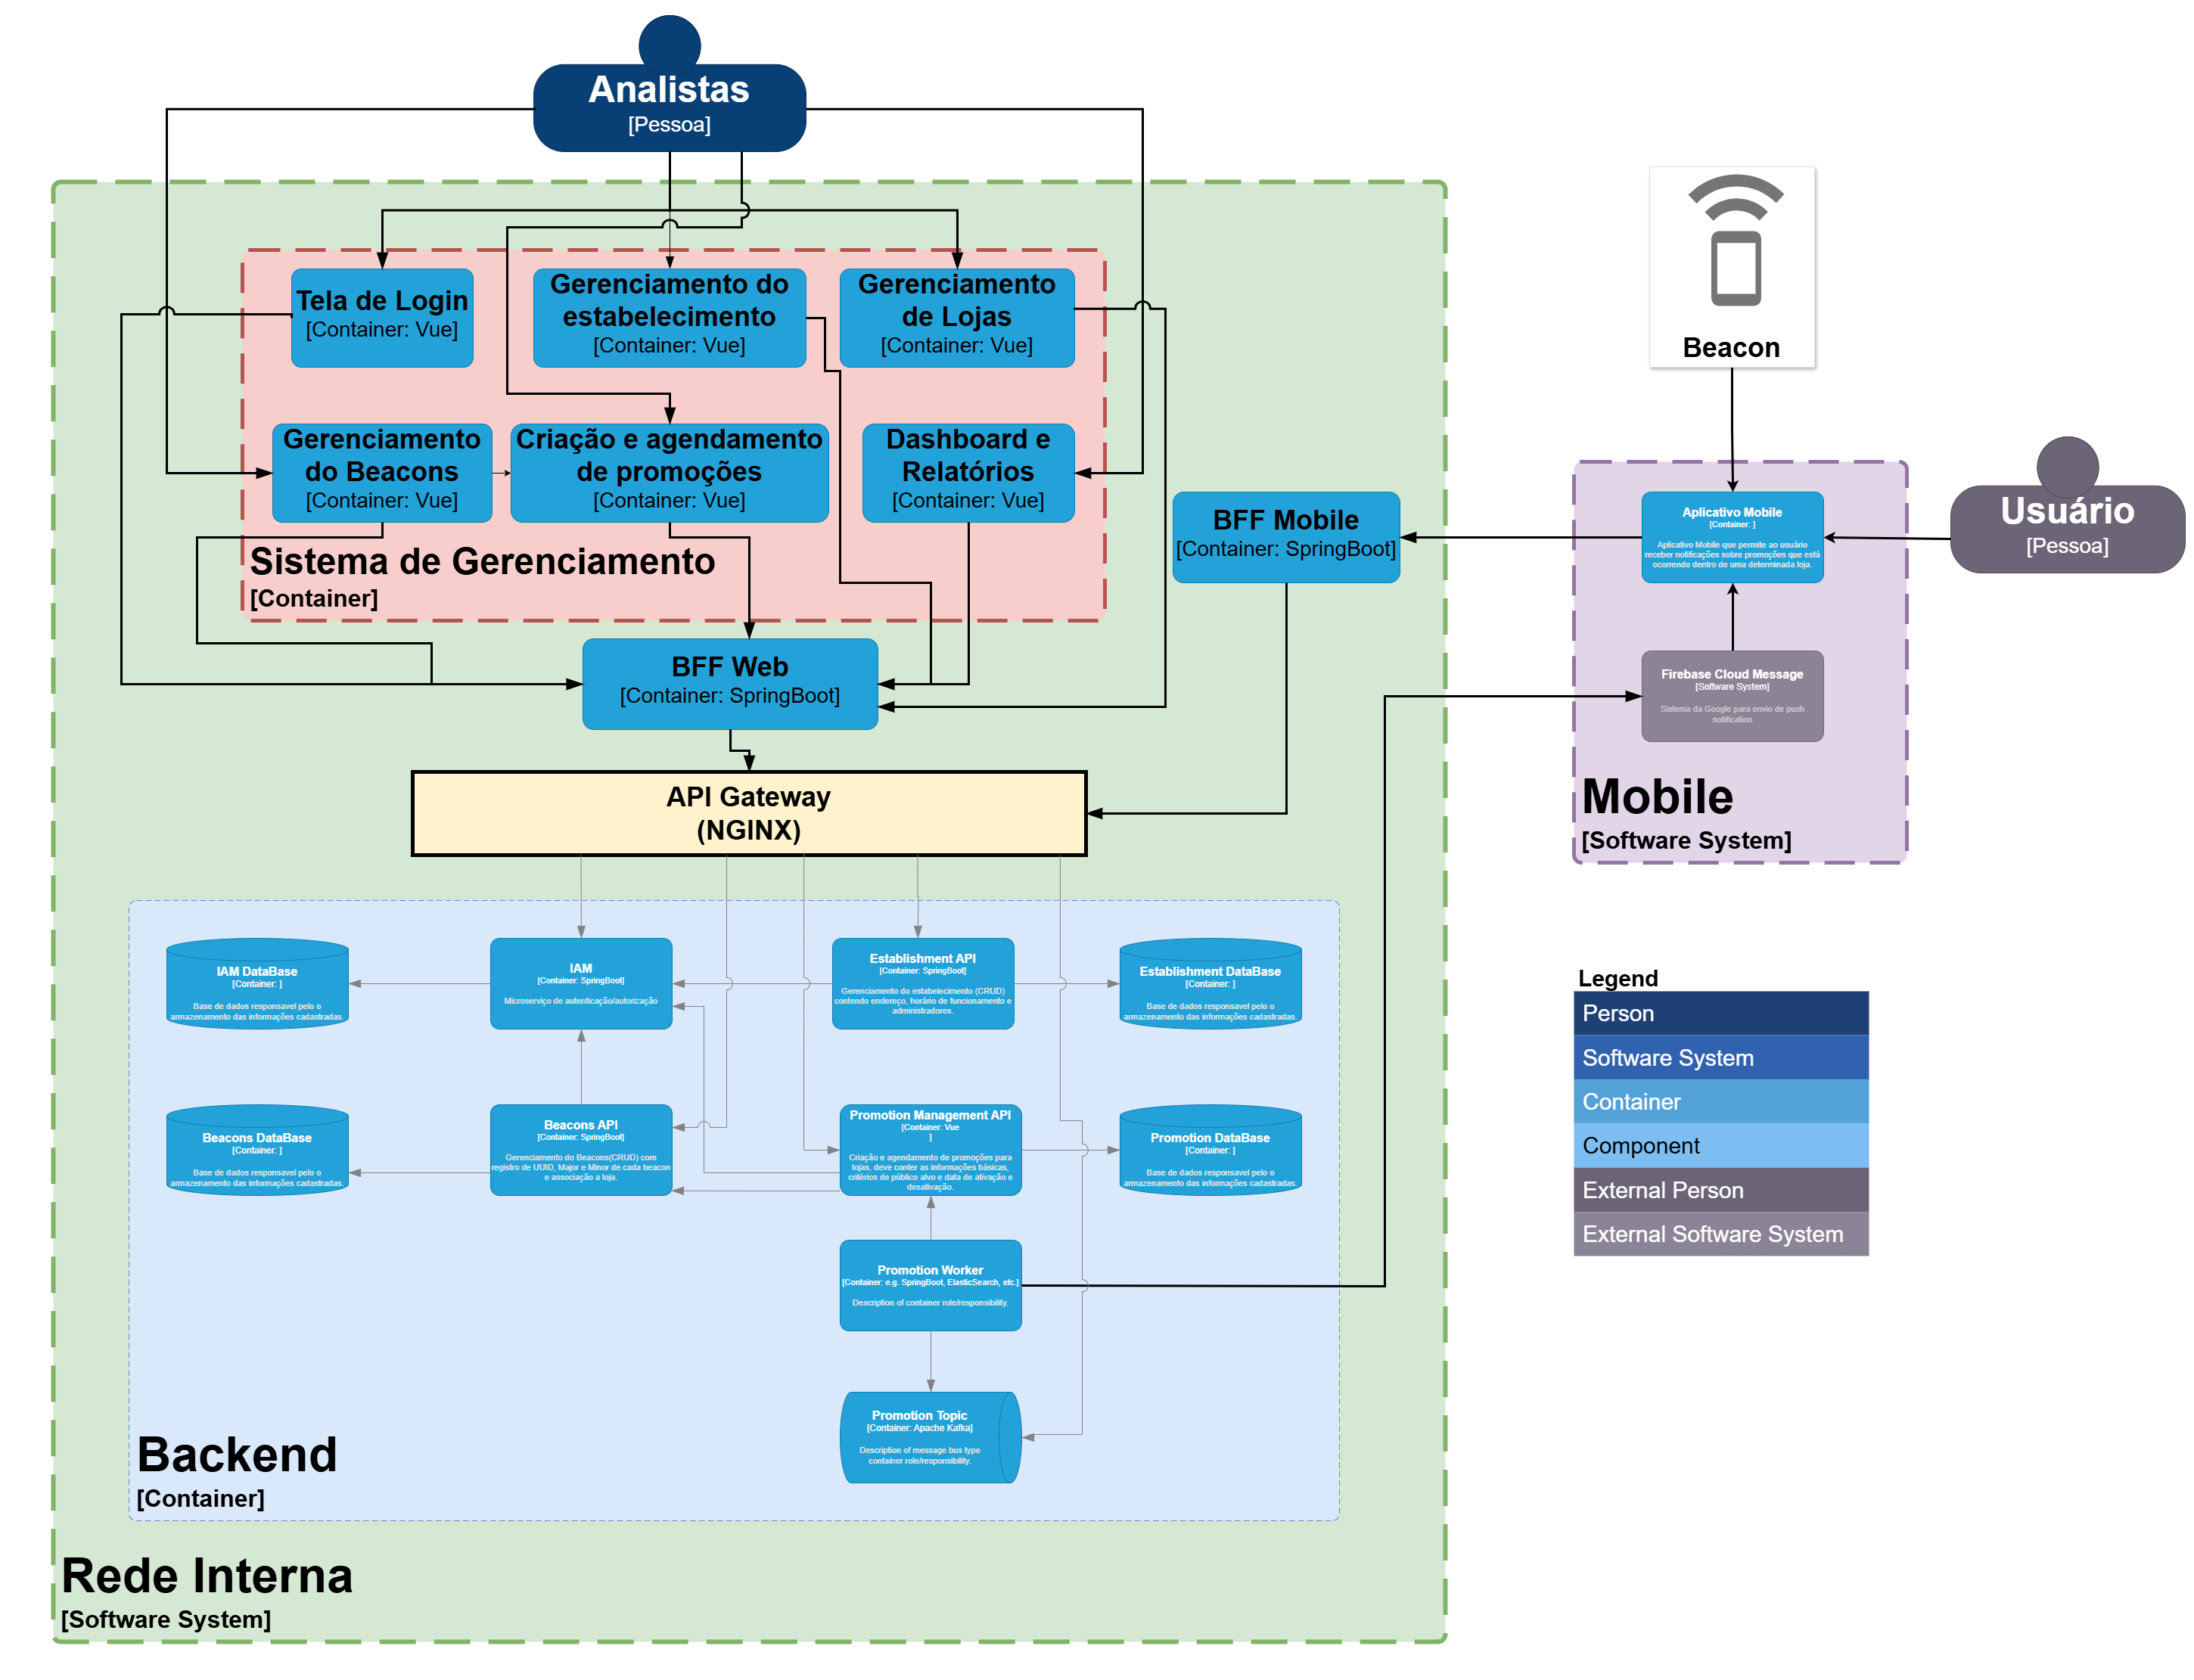 Analistas
[Pessoa]
Tela de Login
[Container: Vue]
Gerenciamento do
estabelecimento
[Container: Vue]
Gerenciamento
de Lojas
[Container: Vue]
Gerenciamento
do Beacons
[Container: Vue]
Criação e agendamento
de promoções
[Container: Vue]
Dashboard e
Relatórios
[Container: Vue]
Sistema de Gerenciamento
[Container]
BFF Mobile
[Container: SpringBoot]
BFF Web
[Container: SpringBoot]
API Gateway
(NGINX)
Beacon
Aplicativo Mobile
[Container: ]
Aplicativo Mobile que permite ao usuário
receber notificações sobre promoções que está
ocorrendo dentro de uma determinada loja.
Usuário
[Pessoa]
Firebase Cloud Message
[Software System]
Sistema da Google para envio de push
notification
Mobile
[Software System]
IAM DataBase
[Container: ]
Base de dados responsavel pelo o
armazenamento das informações cadastradas.
IAM
[Container: SpringBoot]
Microserviço de autenticação/autorização
Establishment API
[Container: SpringBoot]
Gerenciamento do estabelecimento (CRUD)
contendo endereço, horário de funcionamento e
administradores.
Establishment DataBase
[Container: ]
Base de dados responsavel pelo o
armazenamento das informações cadastradas.
Beacons DataBase
[Container: ]
Base de dados responsavel pelo o
armazenamento das informações cadastradas.
Beacons API
[Container: SpringBoot]
Gerenciamento do Beacons(CRUD) com
registro de UUID, Major e Minor de cada beacon
e associação a loja.
Promotion Management API
[Container: Vue
]
Criação e agendamento de promoções para
lojas, deve conter as informações básicas,
critérios de público alvo e data de ativação e
desativação.
Promotion DataBase
[Container: ]
Base de dados responsavel pelo o
armazenamento das informações cadastradas.
Promotion Worker
[Container: e.g. SpringBoot, ElasticSearch, etc.]
Description of container role/responsibility.
Promotion Topic
[Container: Apache Kafka]
Description of message bus type
container role/responsibility.
Backend
[Container]
Rede Interna
[Software System]
Legend
Person
Software System
Container
Component
External Person
External Software System